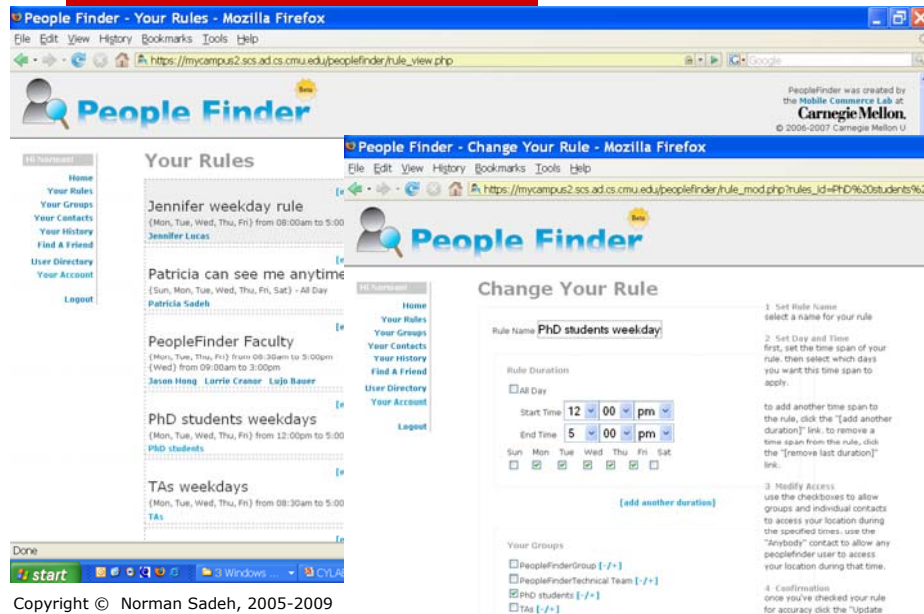 People Finder - Your Rules - Mozilla Firefox
File Edit View History Bookmarks Tools Help
https://mycampus2.scs.ad.cs.cmu.edu/peoplefinder/rule_view.php
Google
People Finder
Beta
PeopleFinder was created by
the Mobile Commerce Lab at
Carnegie Mellon.
© 2006-2007 Carnegie Mellon U
Hi Norman!
Home
Your Rules
Your Groups
Your Contacts
Your History
Find A Friend
User Directory
Your Account
Logout
Your Rules
Jennifer weekday rule
{Mon, Tue, Wed, Thu, Fri} from 08:00am to 5:00
Jennifer Lucas
Patricia can see me anytime
{Sun, Mon, Tue, Wed, Thu, Fri, Sat} - All Day
Patricia Sadeh
PeopleFinder Faculty
{Mon, Tue, Thu, Fri} from 08:30am to 5:00pm
{Wed} from 09:00am to 3:00pm
Jason Hong Lorrie Cranor Lujo Bauer
PhD students weekdays
{Mon, Tue, Wed, Thu, Fri} from 12:00pm to 5:00
PhD students
TAs weekdays
{Mon, Tue, Wed, Thu, Fri} from 08:30am to 5:00
TAs
Done
start
3 Windows ...
CYLA
People Finder - Change Your Rule - Mozilla Firefox
File Edit View History Bookmarks Tools Help
https://mycampus2.scs.ad.cs.cmu.edu/peoplefinder/rule_mod.php?rules_id=PhD%20students%2
People Finder
Beta
Hi Norman!
Home
Your Rules
Your Groups
Your Contacts
Your History
Find A Friend
User Directory
Your Account
Logout
Change Your Rule
Rule Name PhD students weekday
Rule Duration
All Day
Start Time 12 00 pm
End Time 5 00 pm
Sun Mon Tue Wed Thu Fri Sat
[add another duration]
Your Groups
PeopleFinderGroup [-/+]
PeopleFinderTechnical Team [-/+]
PhD students [-/+]
TAs [-/+]
1 Set Rule Name
select a name for your rule
2 Set Day and Time
first, set the time span of your
rule. then select which days
you want this time span to
apply.
to add another time span to
the rule, click the "[add another
duration]" link. to remove a
time span from the rule, click
the "[remove last duration]"
link.
3 Modify Access
use the checkboxes to allow
groups and individual contacts
to access your location during
the specified times. use the
"Anybody" contact to allow any
peoplefinder user to access
your location during that time.
4 Confirmation
once you've checked your rule
for accuracy click the "Update
Copyright © Norman Sadeh, 2005-2009